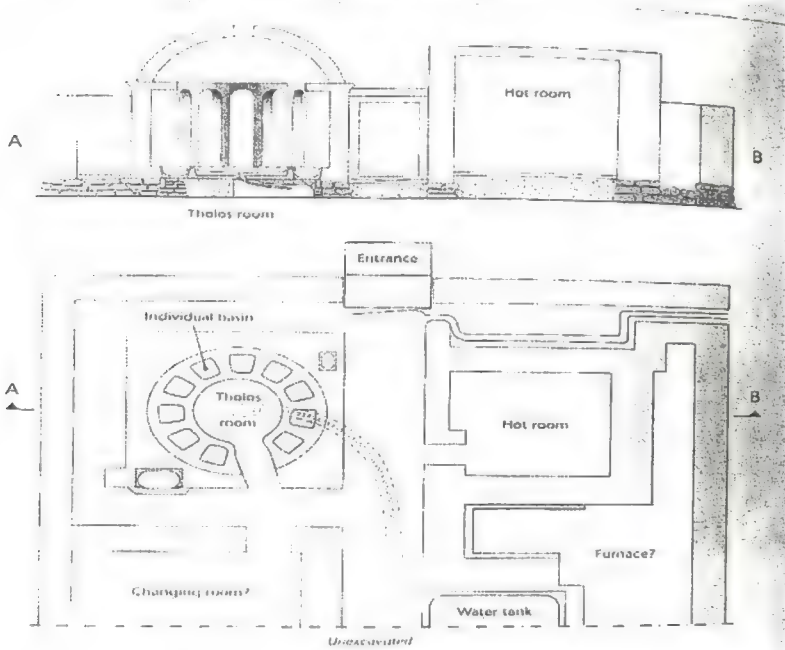 Hot room
A
B
Tholos room
Entrance
Individual basin
A
Tholos
room
B
Hot room
Furnace?
Changing room?
Water tank
Unexcavated